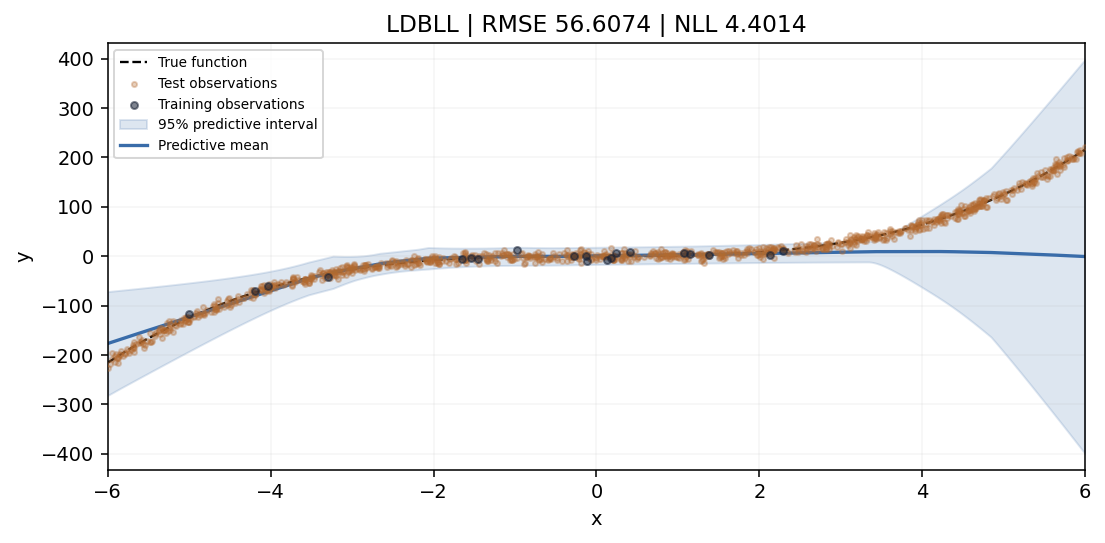 LDBLL | RMSE 56.6074 | NLL 4.4014
True function
Test observations
Training observations
95% predictive interval
Predictive mean
400
300
200
100
0
−100
−200
−300
−400
y
−6 −4 −2 0 2 4 6
x